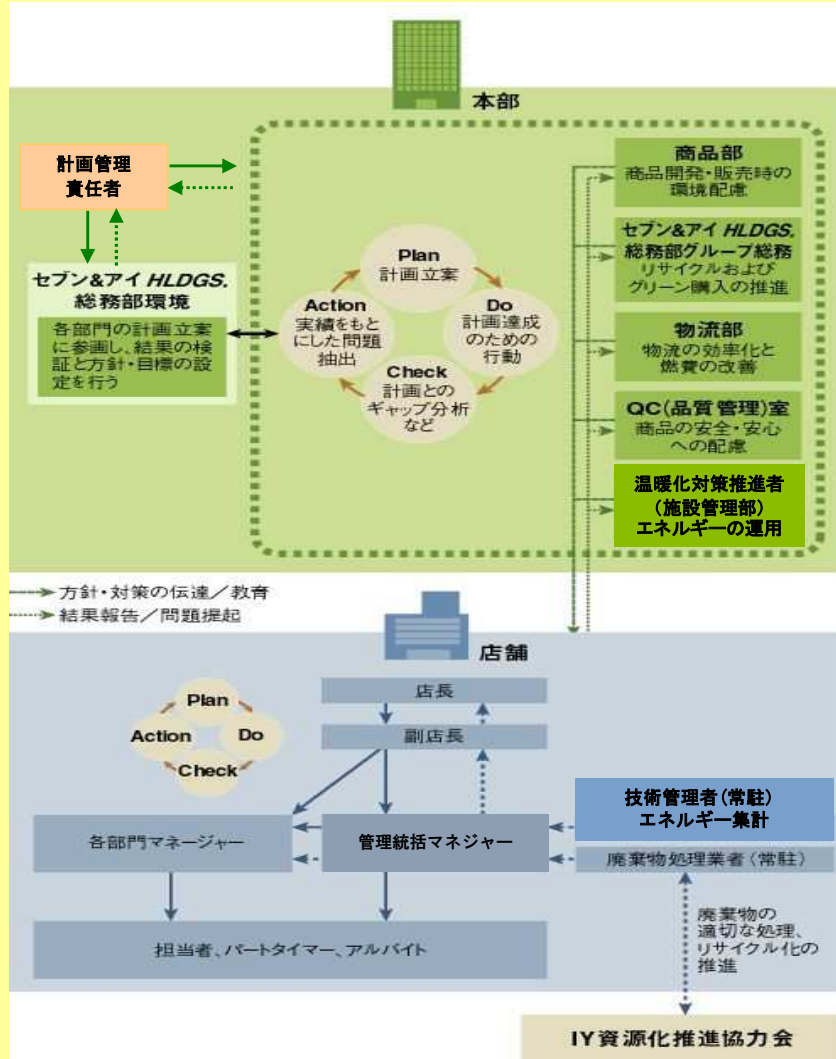 本部
計画管理
責任者
セブン&アイ HLDGS.
総務部環境
各部門の計画立案
に参画し、結果の検
証と方針・目標の設
定を行う
Plan
計画立案
Do
計画達成
のための
行動
Check
計画との
ギャップ分析
など
Action
実績をもと
にした問題
抽出
商品部
商品開発・販売時の
環境配慮
セブン&アイ HLDGS.
総務部グループ総務
リサイクルおよび
グリーン購入の推進
物流部
物流の効率化と
燃費の改善
QC(品質管理)室
商品の安全・安心
への配慮
温暖化対策推進者
(施設管理部)
エネルギーの運用
方針・対策の伝達/教育
結果報告/問題提起
店舗
Plan
Do
Check
Action
店長
副店長
各部門マネージャー
管理統括マネジャー
技術管理者(常駐)
エネルギー集計
廃棄物処理業者(常駐)
担当者、パートタイマー、アルバイト
廃棄物の
適切な処理、
リサイクル化の
推進
IY資源化推進協力会